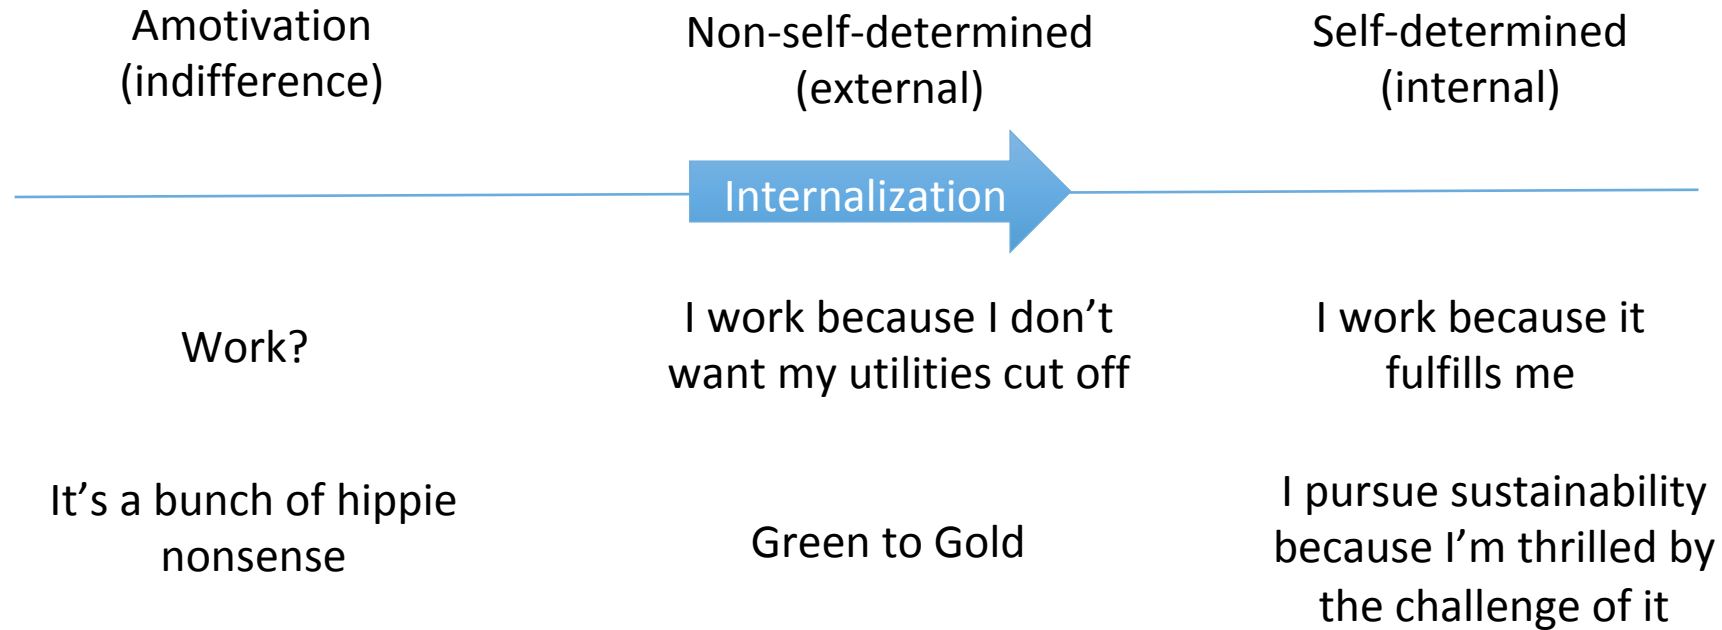 Amotivation
(indifference)
Non-self-determined
(external)
Self-determined
(internal)
Internalization
Work?
I work because I don’t
want my utilities cut off
I work because it
fulfills me
It’s a bunch of hippie
nonsense
Green to Gold
I pursue sustainability
because I’m thrilled by
the challenge of it